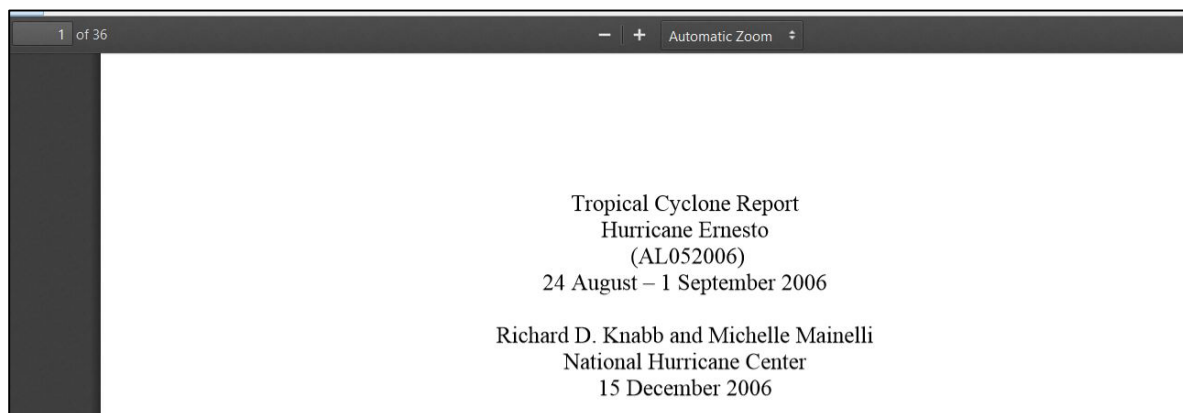 1 of 36
− + Automatic Zoom
Tropical Cyclone Report
Hurricane Ernesto
(AL052006)
24 August – 1 September 2006
Richard D. Knabb and Michelle Mainelli
National Hurricane Center
15 December 2006